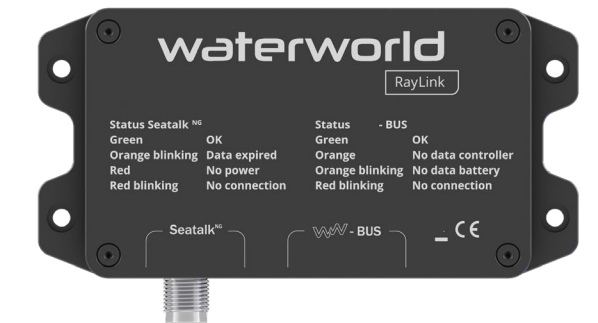 waterworld
RayLink
Status Seatalk NG
Green OK
Orange blinking Data expired
Red No power
Red blinking No connection
Status - BUS
Green OK
Orange No data controller
Orange blinking No data battery
Red blinking No connection
Seatalk NG
WW - BUS
CE